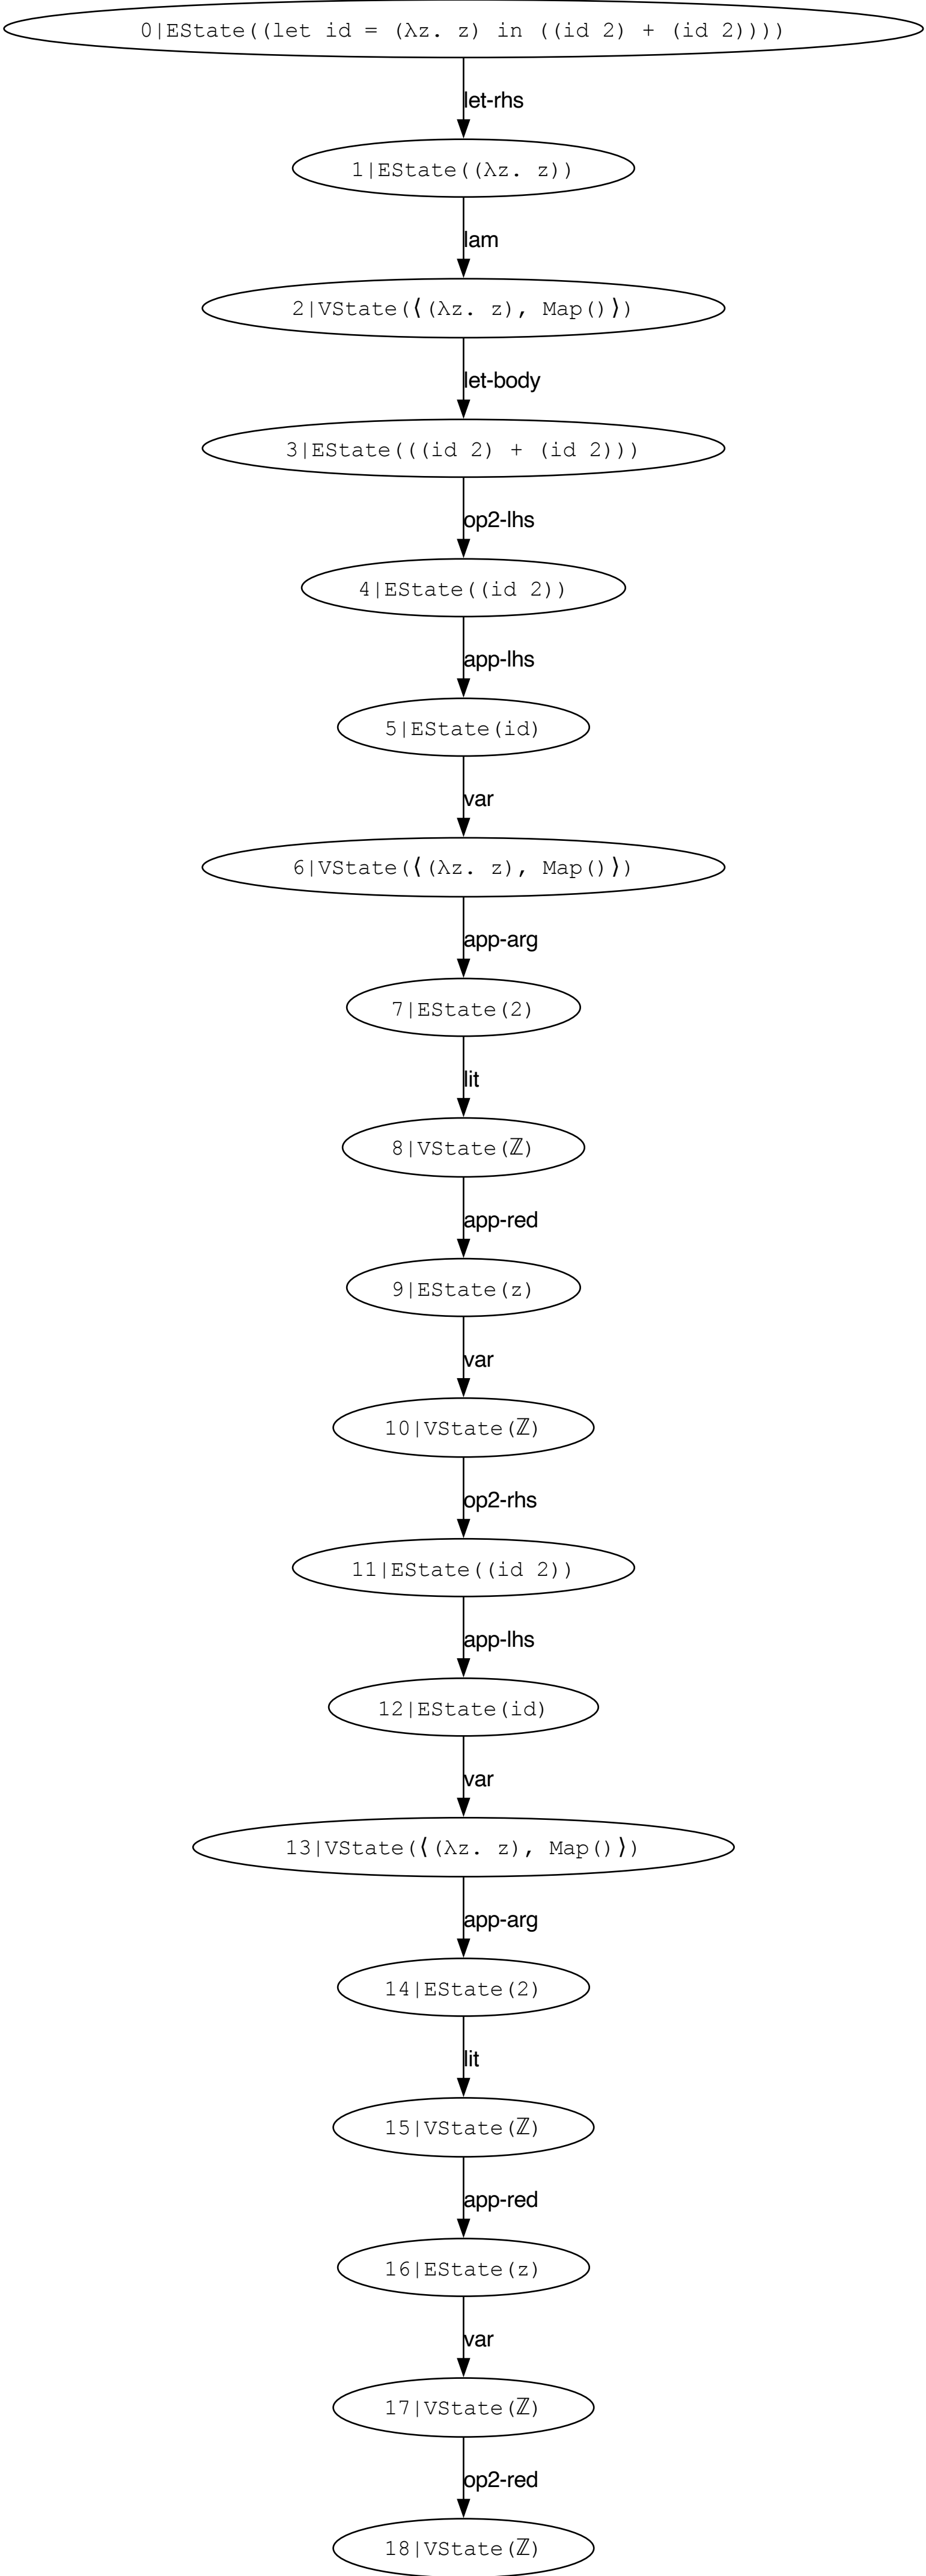 0|EState((let id = (λz. z) in ((id 2) + (id 2))))
let-rhs
1|EState((λz. z))
lam
2|VState(⟨(λz. z), Map()⟩)
let-body
3|EState(((id 2) + (id 2)))
op2-lhs
4|EState((id 2))
app-lhs
5|EState(id)
var
6|VState(⟨(λz. z), Map()⟩)
app-arg
7|EState(2)
lit
8|VState(ℤ)
app-red
9|EState(z)
var
10|VState(ℤ)
op2-rhs
11|EState((id 2))
app-lhs
12|EState(id)
var
13|VState(⟨(λz. z), Map()⟩)
app-arg
14|EState(2)
lit
15|VState(ℤ)
app-red
16|EState(z)
var
17|VState(ℤ)
op2-red
18|VState(ℤ)